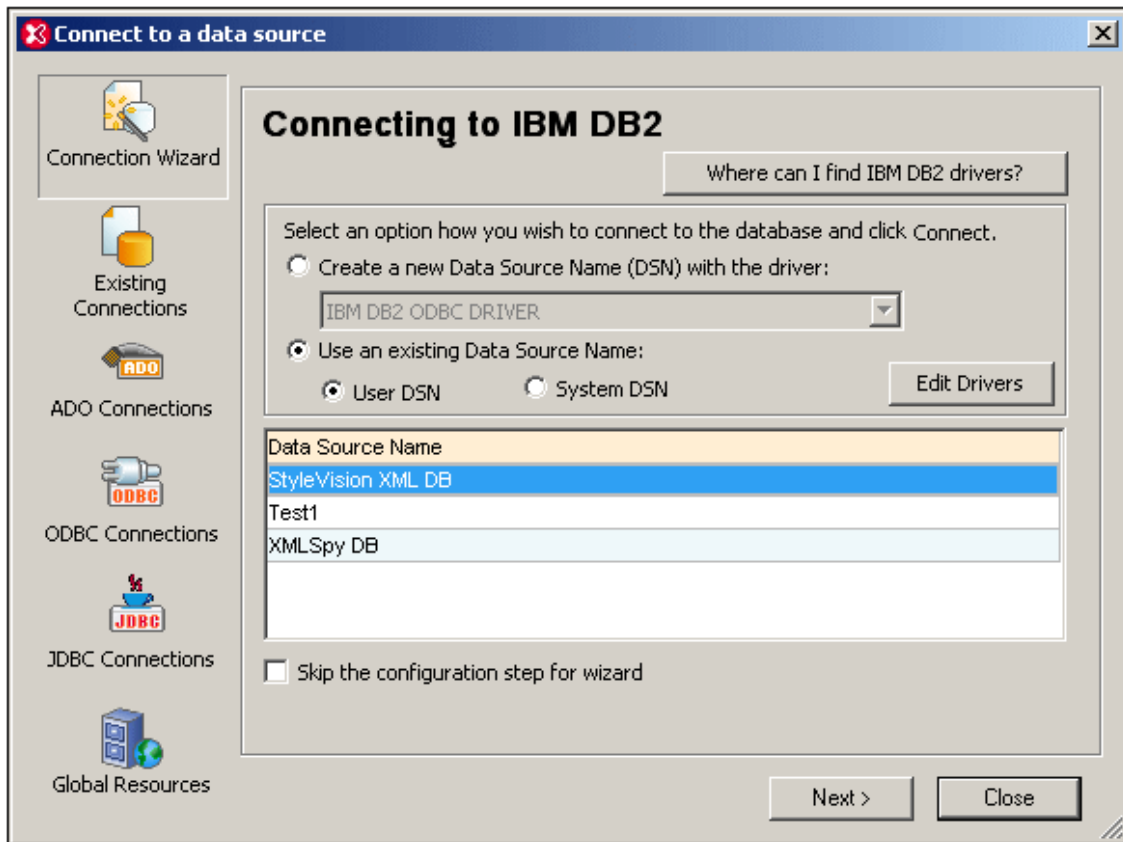 Connect to a data source
Connection Wizard
Existing
Connections
ADO
ADO Connections
ODBC
ODBC Connections
JDBC
JDBC Connections
Global Resources
Connecting to IBM DB2
Where can I find IBM DB2 drivers?
Select an option how you wish to connect to the database and click Connect.
Create a new Data Source Name (DSN) with the driver:
IBM DB2 ODBC DRIVER
Use an existing Data Source Name:
User DSN
System DSN
Edit Drivers
Data Source Name
StyleVision XML DB
Test1
XMLSpy DB
Skip the configuration step for wizard
Next >
Close